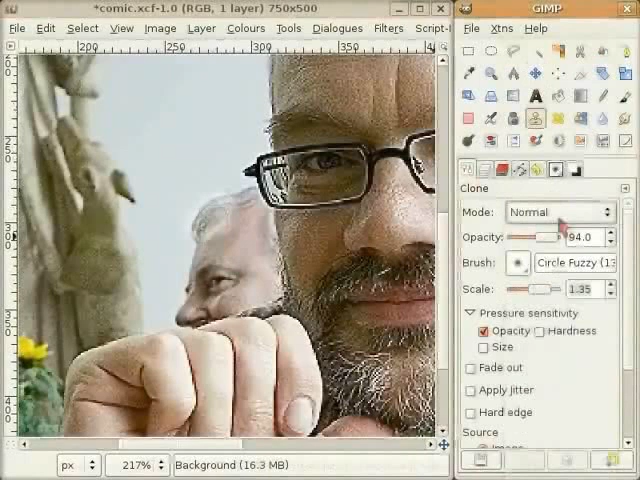 *comic.xcf-1.0 (RGB, 1 layer) 750x500
File Edit Select View Image Layer Colours Tools Dialogues Filters Script-
200 250 300 350 4
px 217% Background (16.3 MB)
GIMP
File Xtns Help
Clone
Mode: Normal
Opacity: 94.0
Brush: Circle Fuzzy (13
Scale: 1.35
Pressure sensitivity
Opacity Hardness
Size
Fade out
Apply Jitter
Hard edge
Source